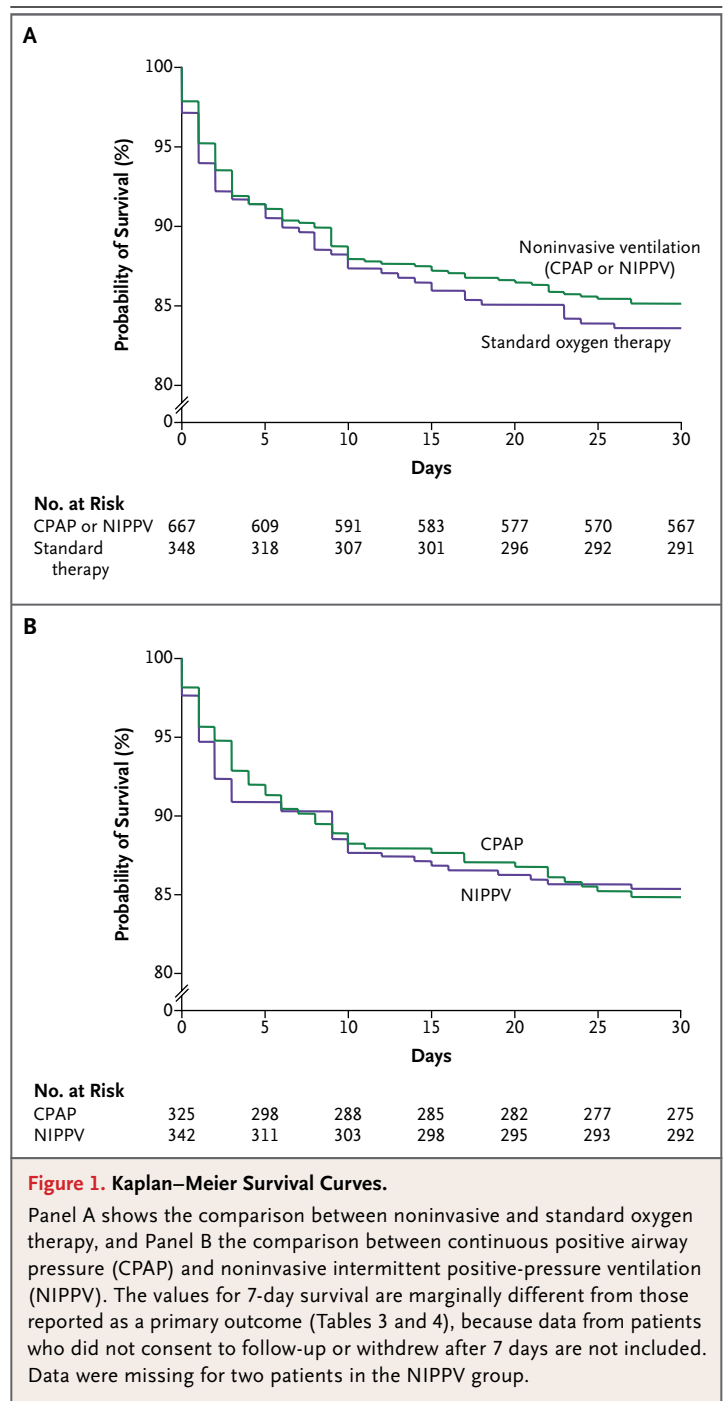 A
100
95
90
85
80
0
Probability of Survival (%)
Noninvasive ventilation
(CPAP or NIPPV)
Standard oxygen therapy
0 5 10 15 20 25 30
Days
No. at Risk
CPAP or NIPPV 667 609 591 583 577 570 567
Standard 348 318 307 301 296 292 291
therapy
B
100
95
90
85
80
0
Probability of Survival (%)
CPAP
NIPPV
0 5 10 15 20 25 30
Days
No. at Risk
CPAP 325 298 288 285 282 277 275
NIPPV 342 311 303 298 295 293 292
Figure 1. Kaplan–Meier Survival Curves.
Panel A shows the comparison between noninvasive and standard oxygen
therapy, and Panel B the comparison between continuous positive airway
pressure (CPAP) and noninvasive intermittent positive-pressure ventilation
(NIPPV). The values for 7-day survival are marginally different from those
reported as a primary outcome (Tables 3 and 4), because data from patients
who did not consent to follow-up or withdrew after 7 days are not included.
Data were missing for two patients in the NIPPV group.